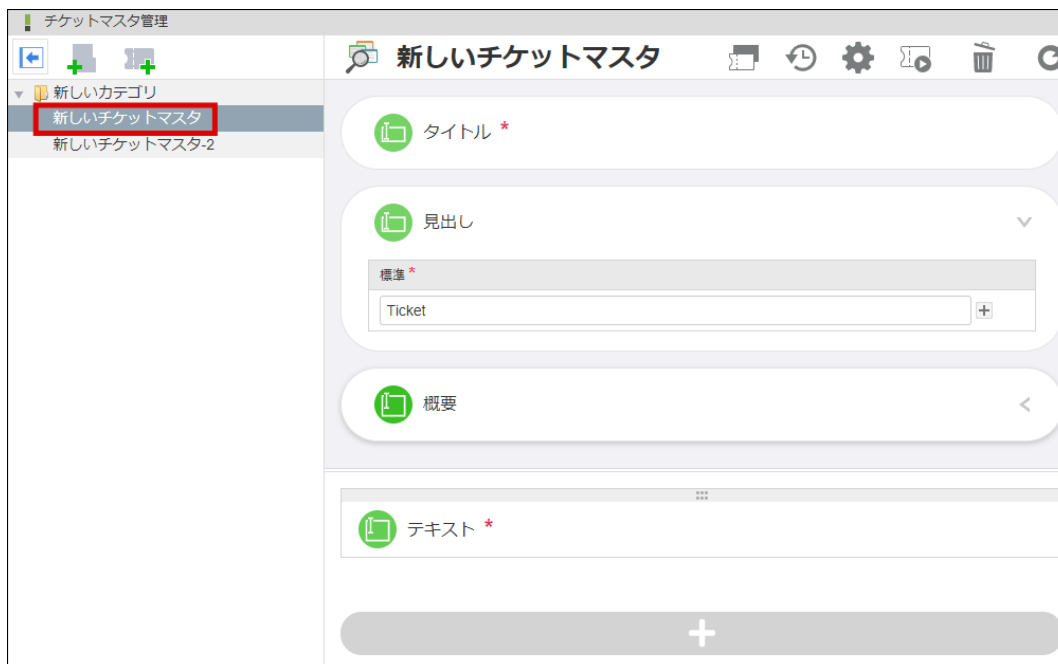 チケットマスタ管理
新しいカテゴリ
新しいチケットマスタ
新しいチケットマスタ-2
新しいチケットマスタ
タイトル *
見出し
標準 *
Ticket
概要
テキスト *